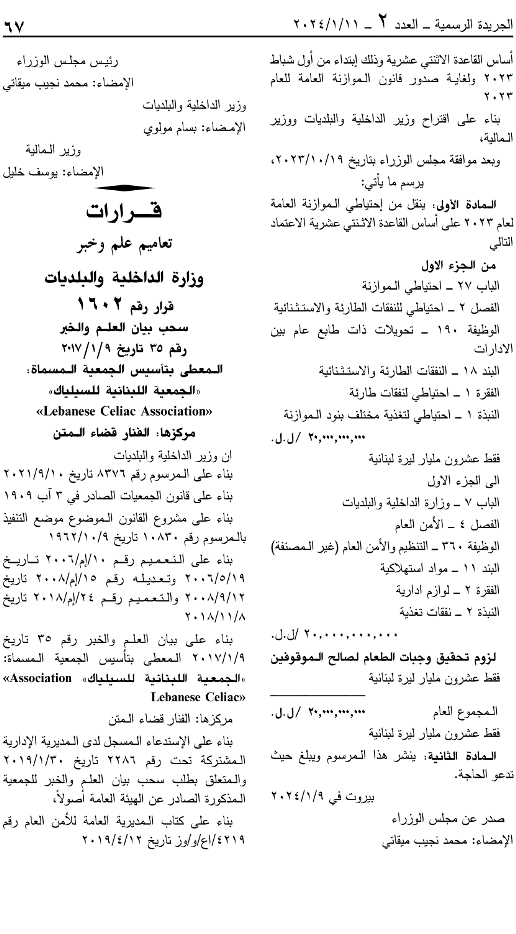 الجريدة الرسمية ــ العدد ٢ ــ ٢٠٢٤/١/١١
٦٧
أساس القاعدة الاثنتي عشرية وذلك إبتداء من أول شباط
٢٠٢٣ ولغاية صدور قانون الموازنة العامة للعام
٢٠٢٣
بناء على اقتراح وزير الداخلية والبلديات ووزير
المالية،
وبعد موافقة مجلس الوزراء بتاريخ ٢٠٢٣/١٠/١٩،
يرسم ما يأتي:
المادة الأولى: ينقل من إحتياطي الموازنة العامة
لعام ٢٠٢٣ على أساس القاعدة الاثنتي عشرية الاعتماد
التالي
من الجزء الاول
الباب ٢٧ ــ احتياطي الموازنة
الفصل ٢ ــ احتياطي للنفقات الطارئة والاستثنائية
الوظيفة ١٩٠ ــ تحويلات ذات طابع عام بين
الادارات
البند ١٨ ــ النفقات الطارئة والاستثنائية
الفقرة ١ ــ احتياطي لنفقات طارئة
النبذة ١ ــ احتياطي لتغذية مختلف بنود الموازنة
٢٠,٠٠٠,٠٠٠,٠٠٠ /ل.ل.
فقط عشرون مليار ليرة لبنانية
الى الجزء الاول
الباب ٧ ــ وزارة الداخلية والبلديات
الفصل ٤ ــ الأمن العام
الوظيفة ٣٦٠ ــ التنظيم والأمن العام (غير المصنفة)
البند ١١ ــ مواد استهلاكية
الفقرة ٢ ــ لوازم ادارية
النبذة ٢ ــ نفقات تغذية
٢٠,٠٠٠,٠٠٠,٠٠٠ /ل.ل.
لزوم تحقيق وجبات الطعام لصالح الموقوفين
فقط عشرون مليار ليرة لبنانية
المجموع العام ٢٠,٠٠٠,٠٠٠,٠٠٠ /ل.ل.
فقط عشرون مليار ليرة لبنانية
المادة الثانية: ينشر هذا المرسوم ويبلغ حيث
تدعو الحاجة.
بيروت في ٢٠٢٤/١/٩
صدر عن مجلس الوزراء
الإمضاء: محمد نجيب ميقاتي
رئيس مجلس الوزراء
الإمضاء: محمد نجيب ميقاتي
وزير الداخلية والبلديات
الإمضاء: بسام مولوي
وزير المالية
الإمضاء: يوسف خليل
قرارات
تعاميم علم وخبر
وزارة الداخلية والبلديات
قرار رقم ١٦٠٢
سحب بيان العلم والخبر
رقم ٣٥ تاريخ ٢٠١٧/١/٩
المعطى بتأسيس الجمعية المسماة:
«الجمعية اللبنانية للسيلياك»
«Lebanese Celiac Association»
مركزها: الفنار قضاء المتن
ان وزير الداخلية والبلديات
بناء على المرسوم رقم ٨٣٧٦ تاريخ ٢٠٢١/٩/١٠
بناء على قانون الجمعيات الصادر في ٣ آب ١٩٠٩
بناء على مشروع القانون الموضوع موضع التنفيذ
بالمرسوم رقم ١٠٨٣٠ تاريخ ١٩٦٢/١٠/٩
بناء على التعميم رقم ١٠/إم/٢٠٠٦ تاريخ
٢٠٠٦/٥/١٩ وتعديله رقم ١٥/إم/٢٠٠٨ تاريخ
٢٠٠٨/٩/١٢ والتعميم رقم ٢٤/إم/٢٠١٨ تاريخ
٢٠١٨/١١/٨
بناء على بيان العلم والخبر رقم ٣٥ تاريخ
٢٠١٧/١/٩ المعطى بتأسيس الجمعية المسماة:
«الجمعية اللبنانية للسيلياك» «Association
Lebanese Celiac»
مركزها: الفنار قضاء المتن
بناء على الإستدعاء المسجل لدى المديرية الإدارية
المشتركة تحت رقم ٢٢٨٦ تاريخ ٢٠١٩/١/٣٠
والمتعلق بطلب سحب بيان العلم والخبر للجمعية
المذكورة الصادر عن الهيئة العامة أصولاً،
بناء على كتاب المديرية العامة للأمن العام رقم
٤٢١٩/اع/و/وز تاريخ ٢٠١٩/٤/١٢